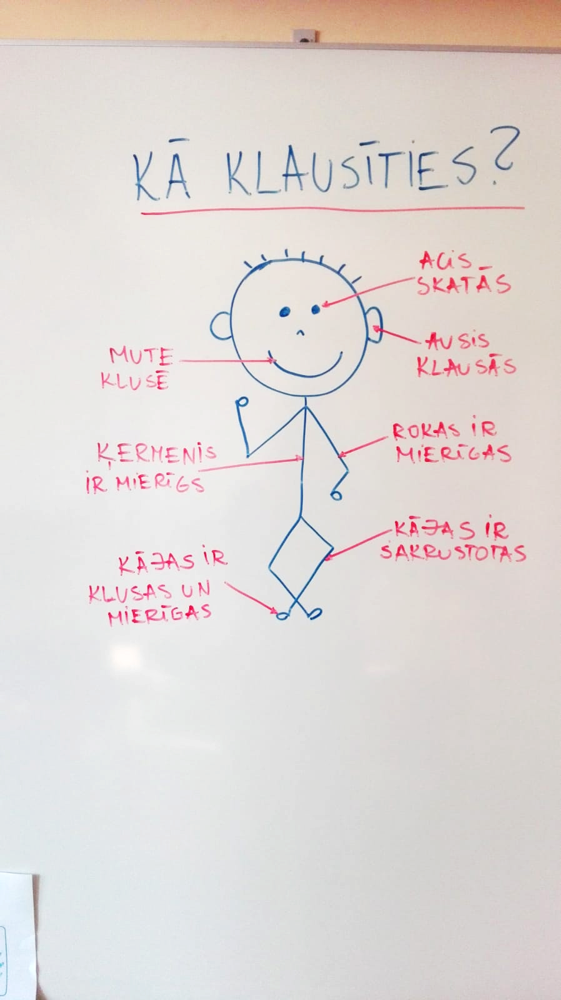 KĀ KLAUSĪTIES?
ACIS
SKATĀS
AUSIS
KLAUSĀS
MUTE
KLUSĒ
ROKAS IR
MIERĪGAS
ĶERMENIS
IR MIERĪGS
KĀJAS IR
SAKRUSTOTAS
KĀJAS IR
KLUSAS UN
MIERĪGAS